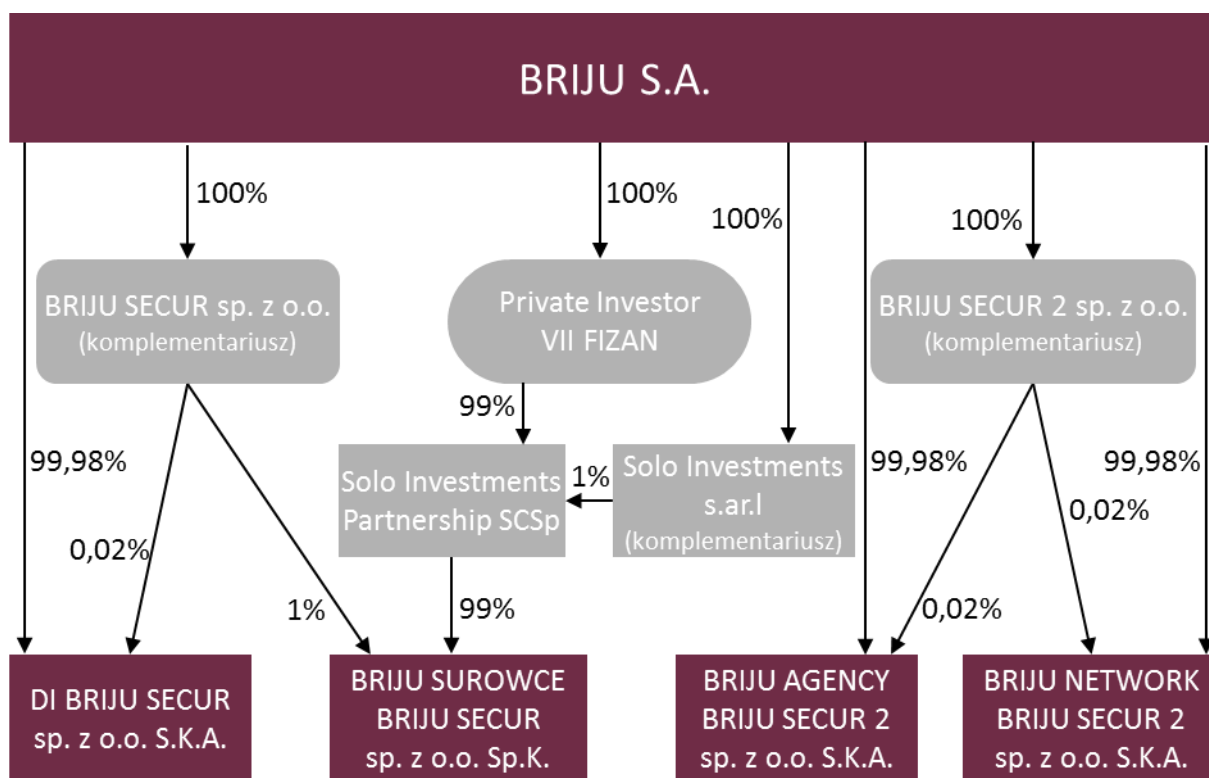 BRIJU S.A.
100%
100%
100%
100%
BRIJU SECUR sp. z o.o.
(komplementariusz)
Private Investor
VII FIZAN
BRIJU SECUR 2 sp. z o.o.
(komplementariusz)
99%
99,98%
Solo Investments
Partnership SCSp
1%
Solo Investments
s.ar.l
(komplementariusz)
99,98%
99,98%
0,02%
0,02%
1%
99%
0,02%
DI BRIJU SECUR
sp. z o.o. S.K.A.
BRIJU SUROWCE
BRIJU SECUR
sp. z o.o. Sp.K.
BRIJU AGENCY
BRIJU SECUR 2
sp. z o.o. S.K.A.
BRIJU NETWORK
BRIJU SECUR 2
sp. z o.o. S.K.A.